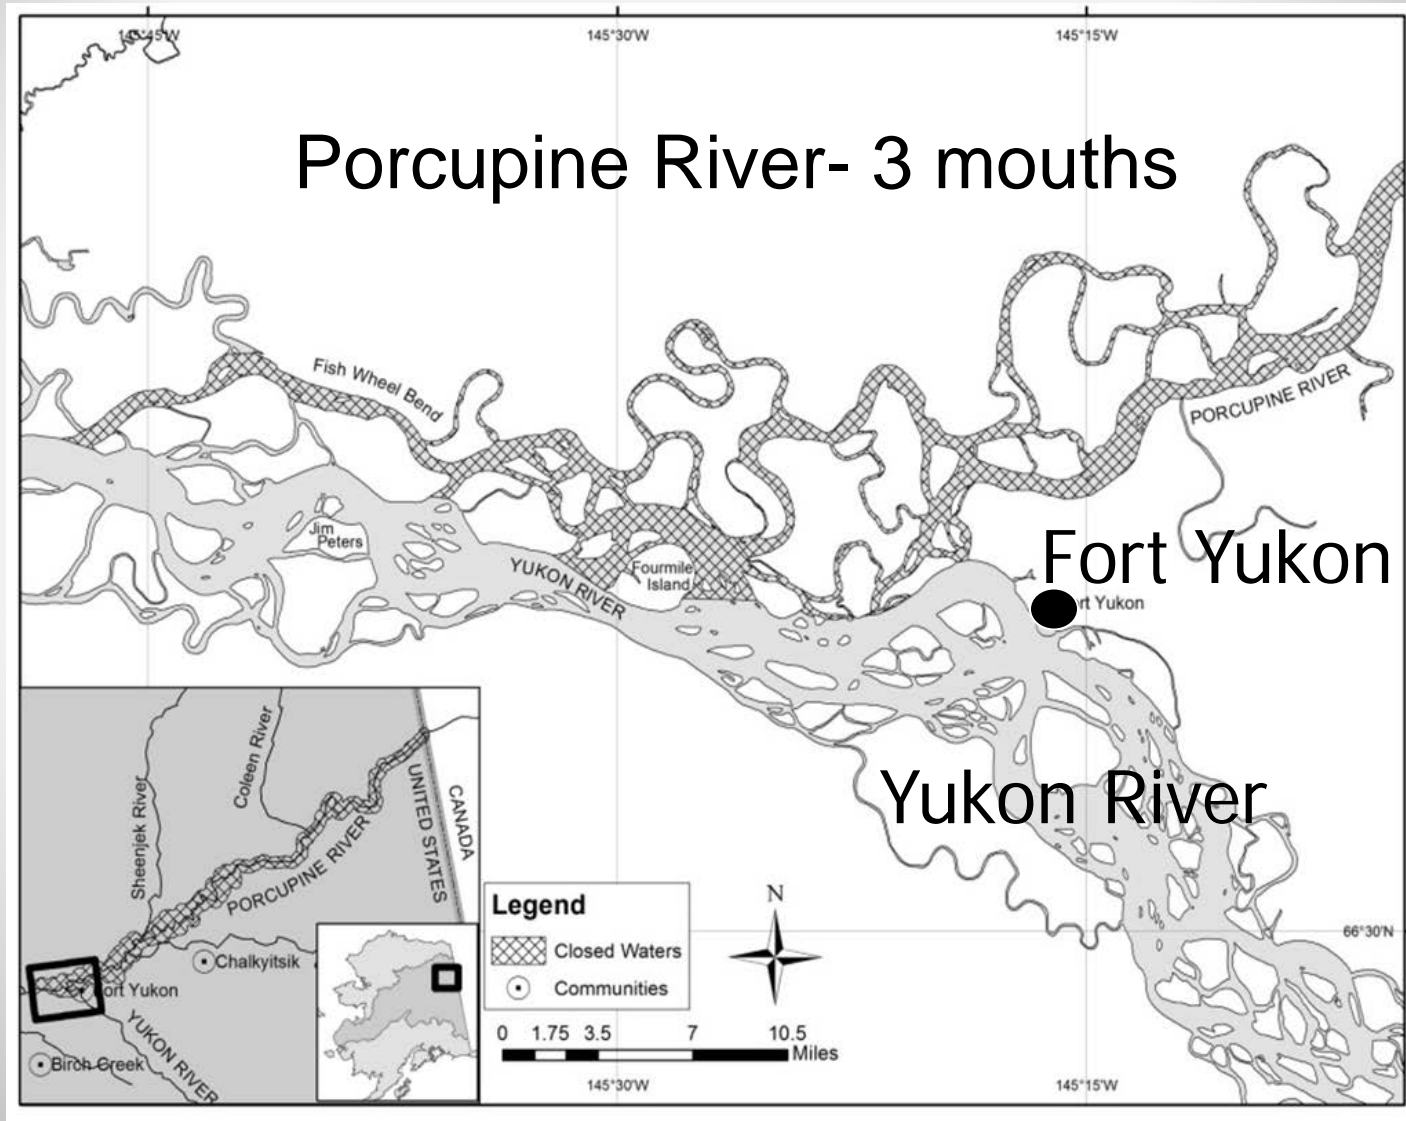 145°45'W
145°30'W
145°15'W
Porcupine River- 3 mouths
Fish Wheel Bend
PORCUPINE RIVER
Jim
Peters
YUKON RIVER
Fourmile
Island
Fort Yukon
rt Yukon
Yukon River
Sheenjek River
Coleen River
PORCUPINE RIVER
UNITED STATES
CANADA
Chalkyitsik
ort Yukon
YUKON RIVER
Birch Creek
Legend
Closed Waters
Communities
N
0 1.75 3.5 7 10.5
Miles
66°30'N
145°30'W
145°15'W